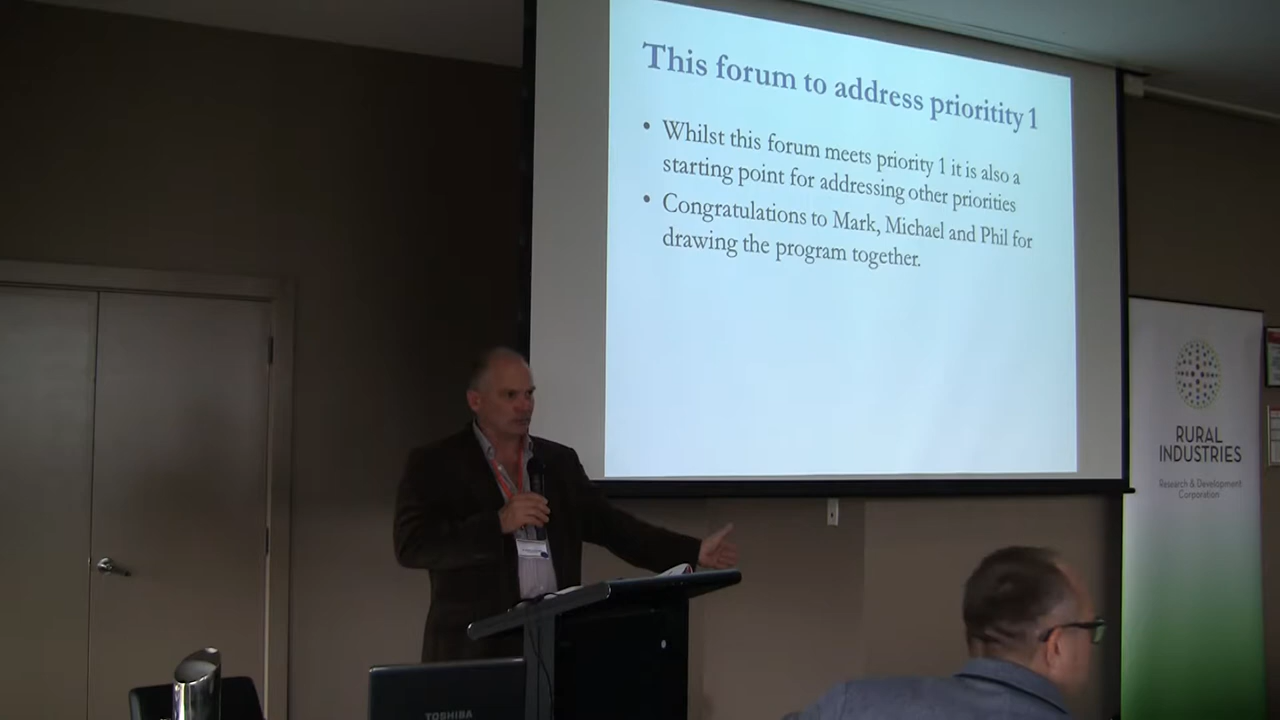 This forum to address prioritity 1
• Whilst this forum meets priority 1 it is also a
starting point for addressing other priorities
• Congratulations to Mark, Michael and Phil for
drawing the program together.
RURAL
INDUSTRIES
Research & Development
Corporation
TOSHIBA